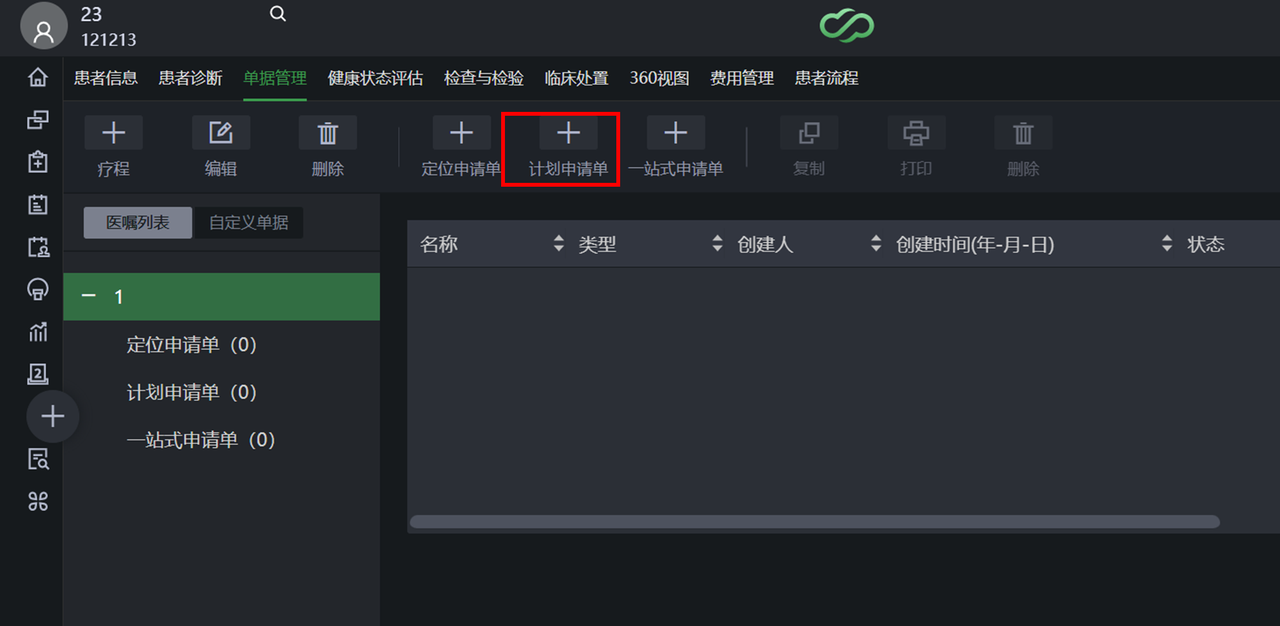 23
121213
患者信息 患者诊断 单据管理 健康状态评估 检查与检验 临床处置 360视图 费用管理 患者流程
疗程 编辑 删除 定位申请单 计划申请单 一站式申请单 复制 打印 删除
医嘱列表 自定义单据
名称 类型 创建人 创建时间(年-月-日) 状态
1
定位申请单（0）
计划申请单（0）
2
一站式申请单（0）